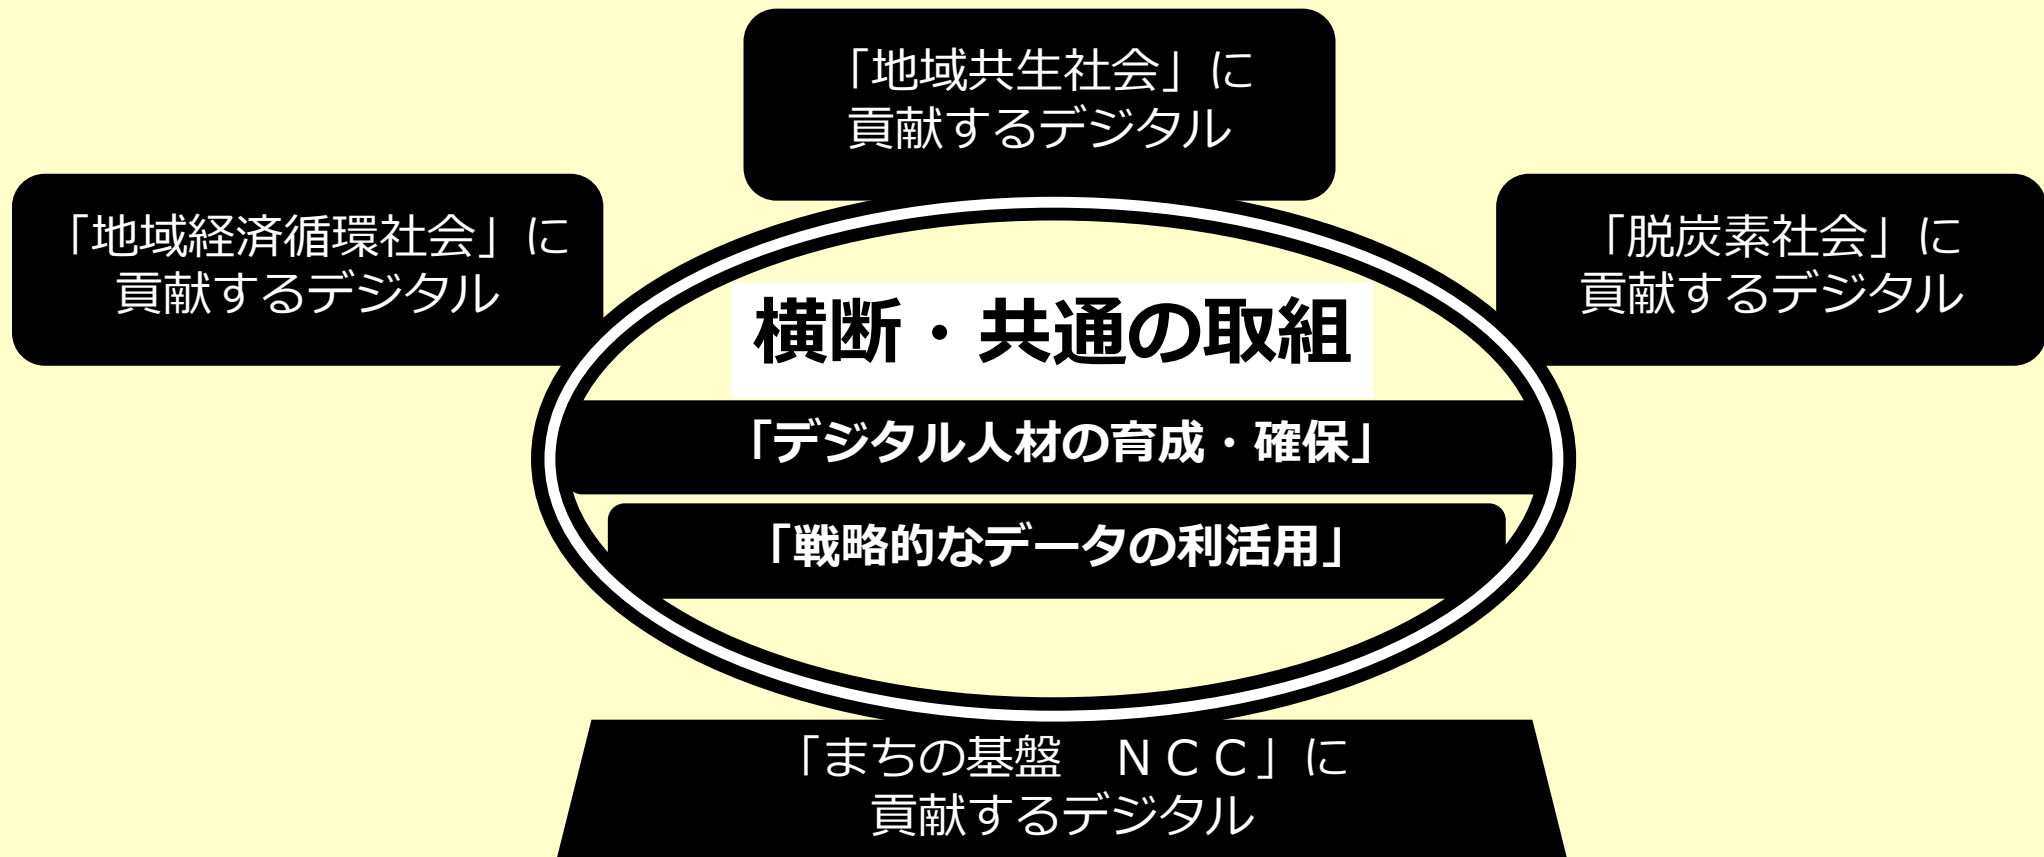 「地域共生社会」に
貢献するデジタル
「地域経済循環社会」に
貢献するデジタル
「脱炭素社会」に
貢献するデジタル
横断・共通の取組
「デジタル人材の育成・確保」
「戦略的なデータの利活用」
「まちの基盤　ＮＣＣ」に
貢献するデジタル